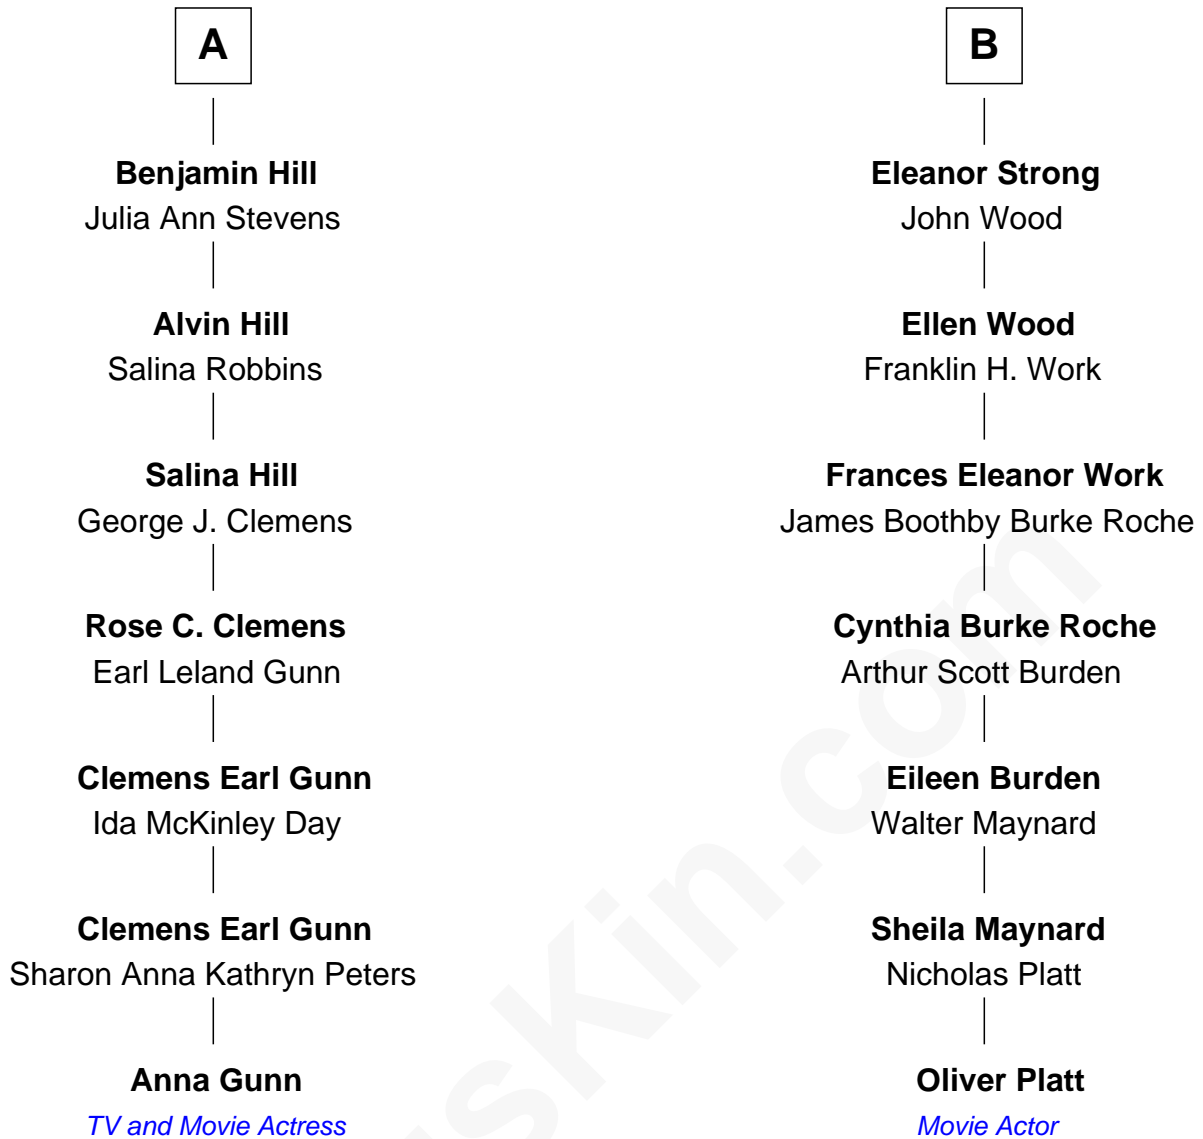 A
Benjamin Hill
Julia Ann Stevens
Alvin Hill
Salina Robbins
Salina Hill
George J. Clemens
Rose C. Clemens
Earl Leland Gunn
Clemens Earl Gunn
Ida McKinley Day
Clemens Earl Gunn
Sharon Anna Kathryn Peters
Anna Gunn
TV and Movie Actress
B
Eleanor Strong
John Wood
Ellen Wood
Franklin H. Work
Frances Eleanor Work
James Boothby Burke Roche
Cynthia Burke Roche
Arthur Scott Burden
Eileen Burden
Walter Maynard
Sheila Maynard
Nicholas Platt
Oliver Platt
Movie Actor